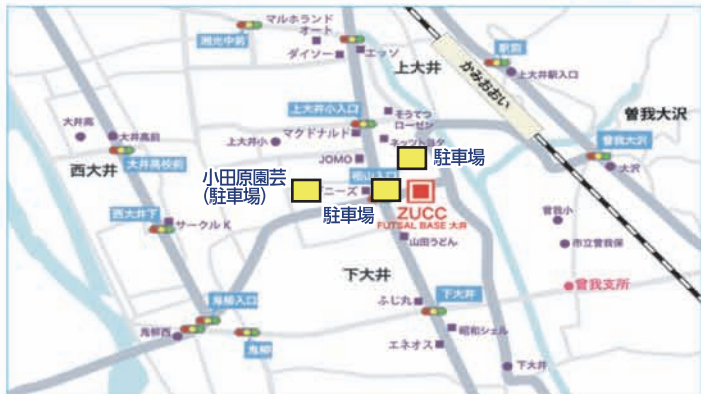 マルホランド
オート
湘光中前
ダイソー
エッソ
駅前
上大井駅入口
上大井
かみおおい
曽我大沢
曽我大沢
大沢
上大井小入口
そうてつ
ローゼン
大井高
大井高前
上大井小
マクドナルド
ネッツトヨタ
大井高校前
JOMO
駐車場
西大井
小田原園芸
(駐車場)
ニーズ
駐車場
ZUCC
FUTSAL BASE 大井
西大井下
サークルK
山田うどん
曽我小
市立曽我保
下大井
曽我支所
鬼柳入口
ふじ丸
下大井
鬼柳西
鬼柳
昭和シェル
エネオス
下大井